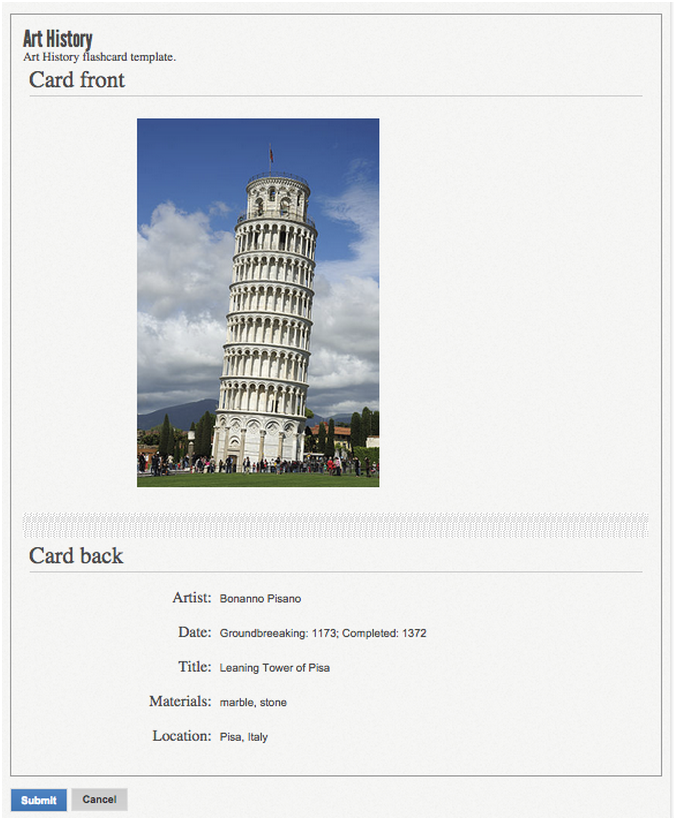 Art History
Art History flashcard template.
Card front
Card back
Artist: Bonanno Pisano
Date: Groundbreeaking: 1173; Completed: 1372
Title: Leaning Tower of Pisa
Materials: marble, stone
Location: Pisa, Italy
Submit Cancel